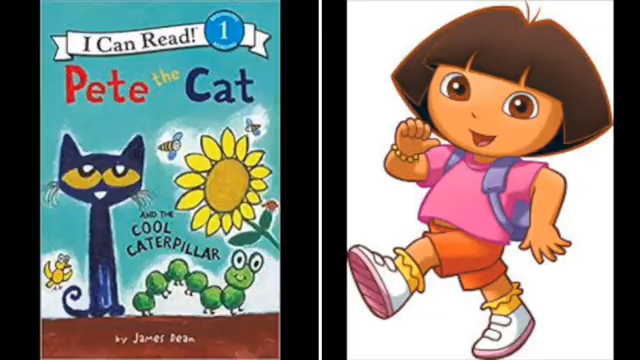 I Can Read!
1
Pete the Cat
AND THE
COOL
CATERPILLAR
by James Dean